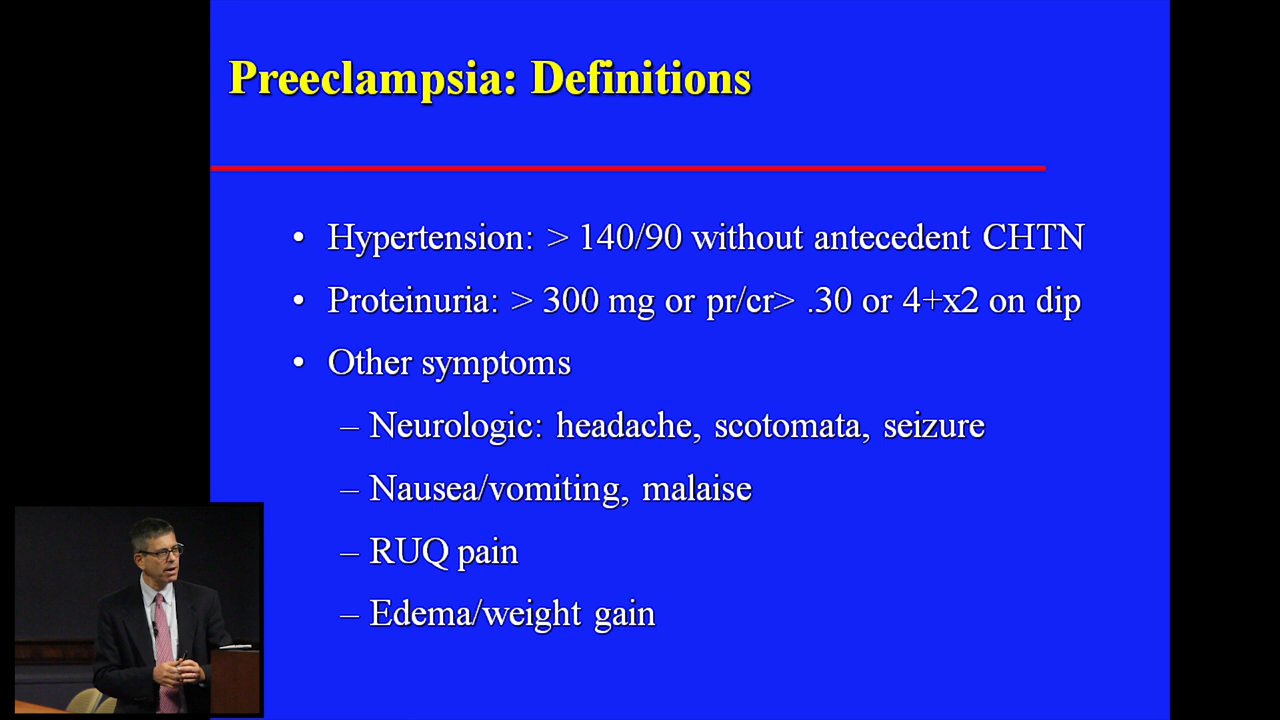 Preeclampsia: Definitions
• Hypertension: > 140/90 without antecedent CHTN
• Proteinuria: > 300 mg or pr/cr> .30 or 4+x2 on dip
• Other symptoms
– Neurologic: headache, scotomata, seizure
– Nausea/vomiting, malaise
– RUQ pain
– Edema/weight gain